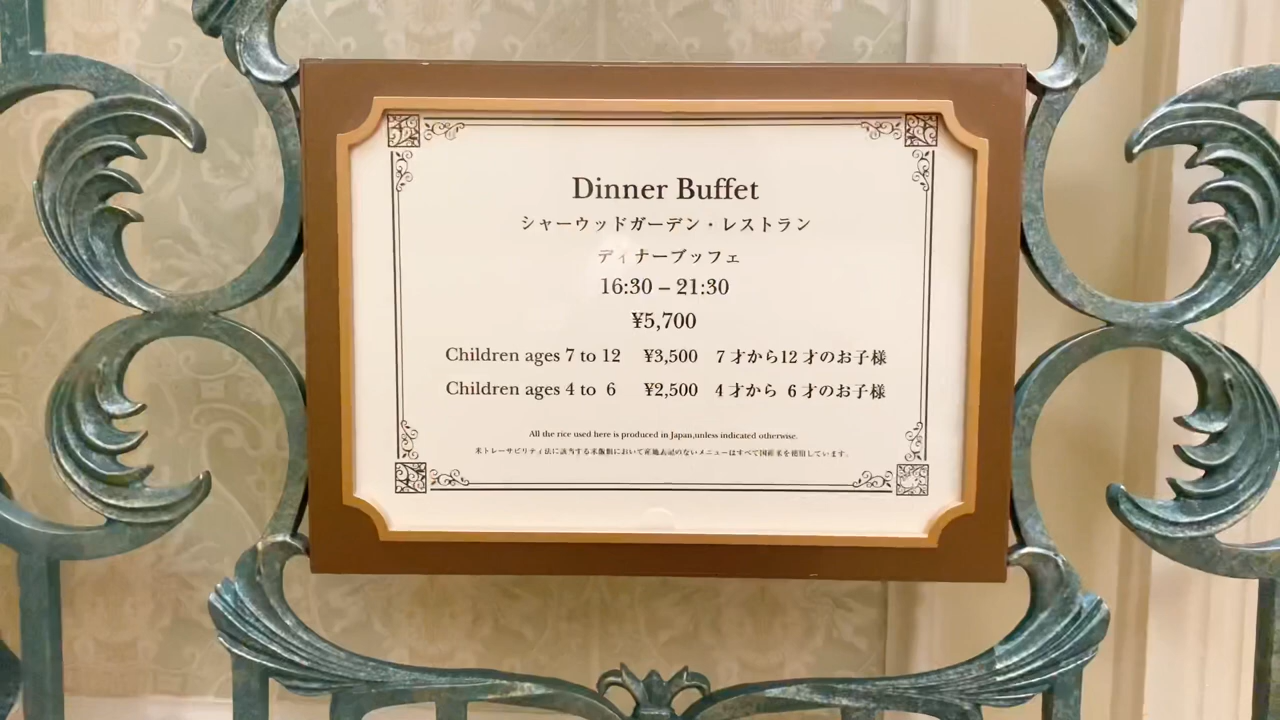 Dinner Buffet
シャーウッドガーデン・レストラン
ディナーブッフェ
16:30 – 21:30
¥5,700
Children ages 7 to 12 ¥3,500 7才から12才のお子様
Children ages 4 to 6 ¥2,500 4才から 6才のお子様
All the rice used here is produced in Japan,unless indicated otherwise.
米トレーサビリティ法に該当する米飯類において産地表記のないメニューはすべて国産米を使用しています。